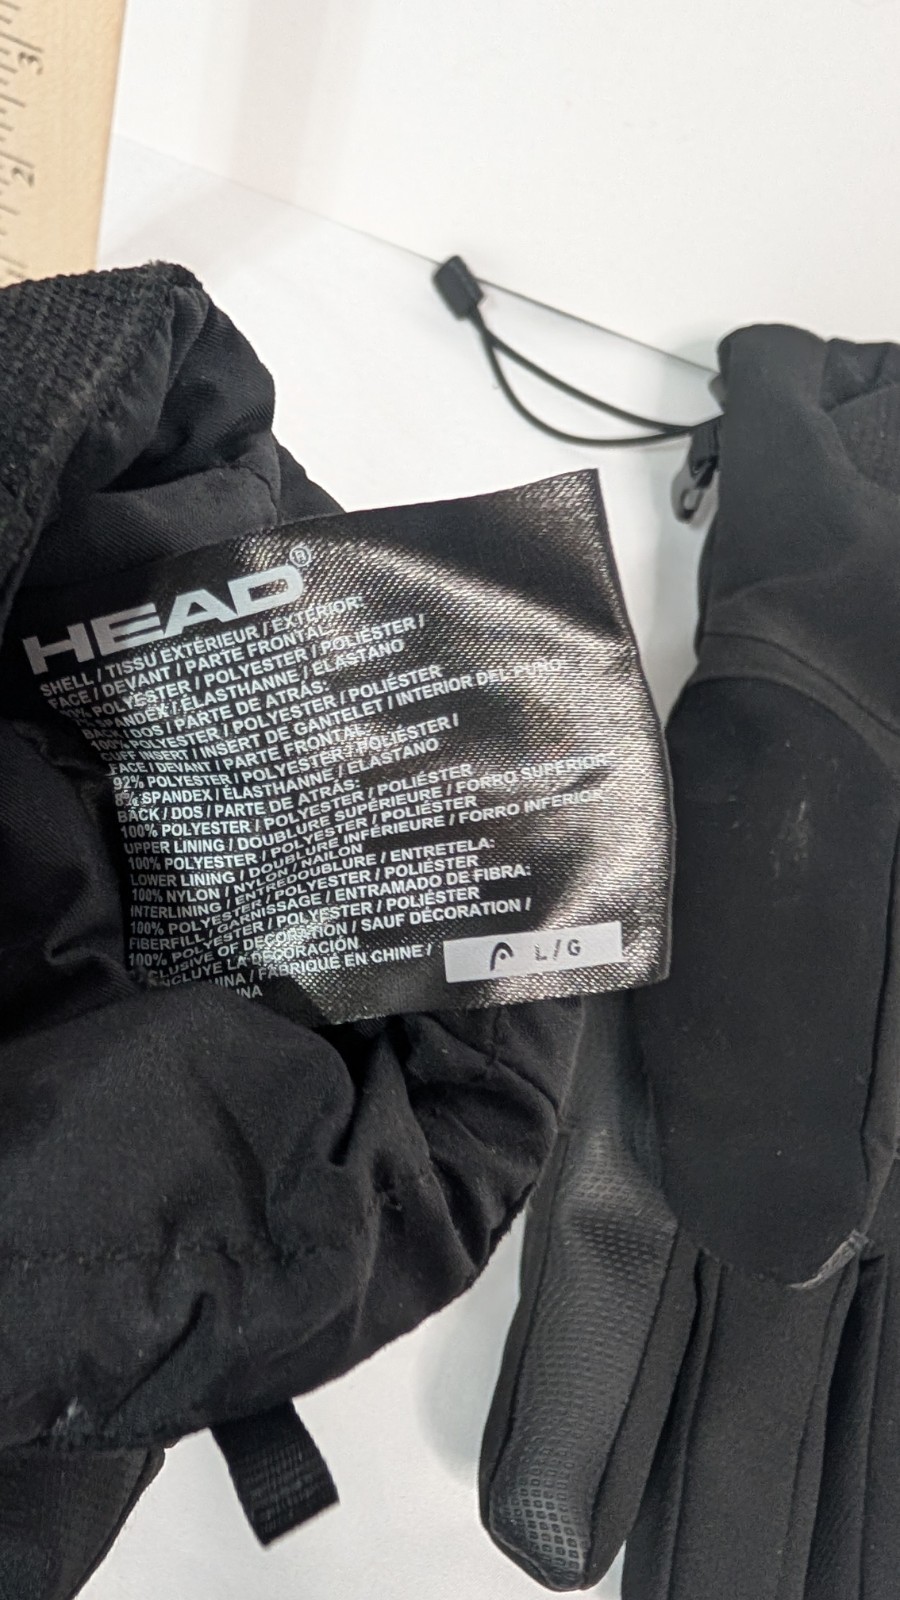 3
2
HEAD®
SHELL / TISSU EXTÉRIEUR / EXTERIOR:
FACE / DEVANT / PARTE FRONTAL:
POLYESTER / POLYESTER / POLIÉSTER /
SPANDEX / ÉLASTHANNE / ELASTANO
BACK / DOS / PARTE DE ATRÁS:
100% POLYESTER / POLYESTER / POLIÉSTER
CUFF INSERT / INSERT DE GANTELET / INTERIOR DEL PUÑO
FACE / DEVANT / PARTE FRONTAL:
92% POLYESTER / POLYESTER / POLIÉSTER /
8% SPANDEX / ÉLASTHANNE / ELASTANO
BACK / DOS / PARTE DE ATRÁS:
100% POLYESTER / POLYESTER / POLIÉSTER
UPPER LINING / DOUBLURE SUPÉRIEURE / FORRO SUPERIOR:
100% POLYESTER / POLYESTER / POLIÉSTER
LOWER LINING / DOUBLURE INFÉRIEURE / FORRO INFERIOR:
100% NYLON / NYLON / NAILON
INTERLINING / ENTREDOUBLURE / ENTRETELA:
100% POLYESTER / POLYESTER / POLIÉSTER
FIBERFILL / GARNISSAGE / ENTRAMADO DE FIBRA:
100% POLYESTER / POLYESTER / POLIÉSTER
EXCLUSIVE OF DECORATION / SAUF DÉCORATION /
INCLUYE LA DECORACIÓN
CHINA / FABRIQUÉ EN CHINE /
L/G